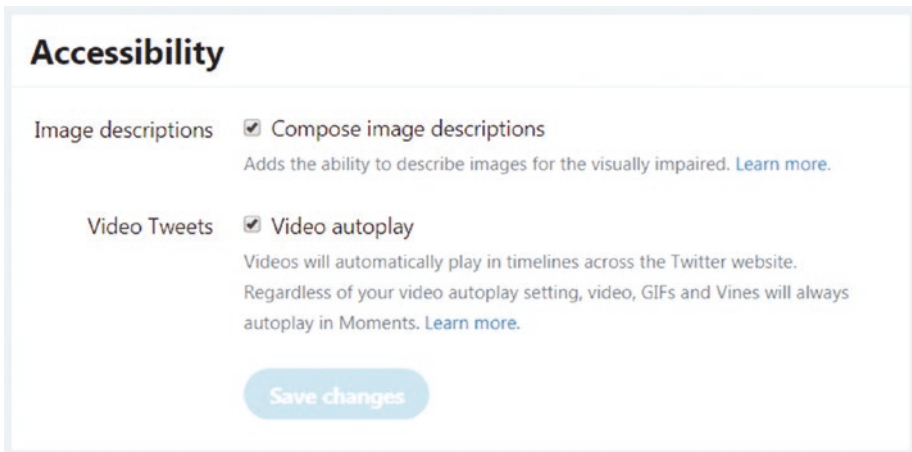 Accessibility
Image descriptions Compose image descriptions
Adds the ability to describe images for the visually impaired. Learn more.
Video Tweets Video autoplay
Videos will automatically play in timelines across the Twitter website.
Regardless of your video autoplay setting, video, GIFs and Vines will always
autoplay in Moments. Learn more.
Save changes